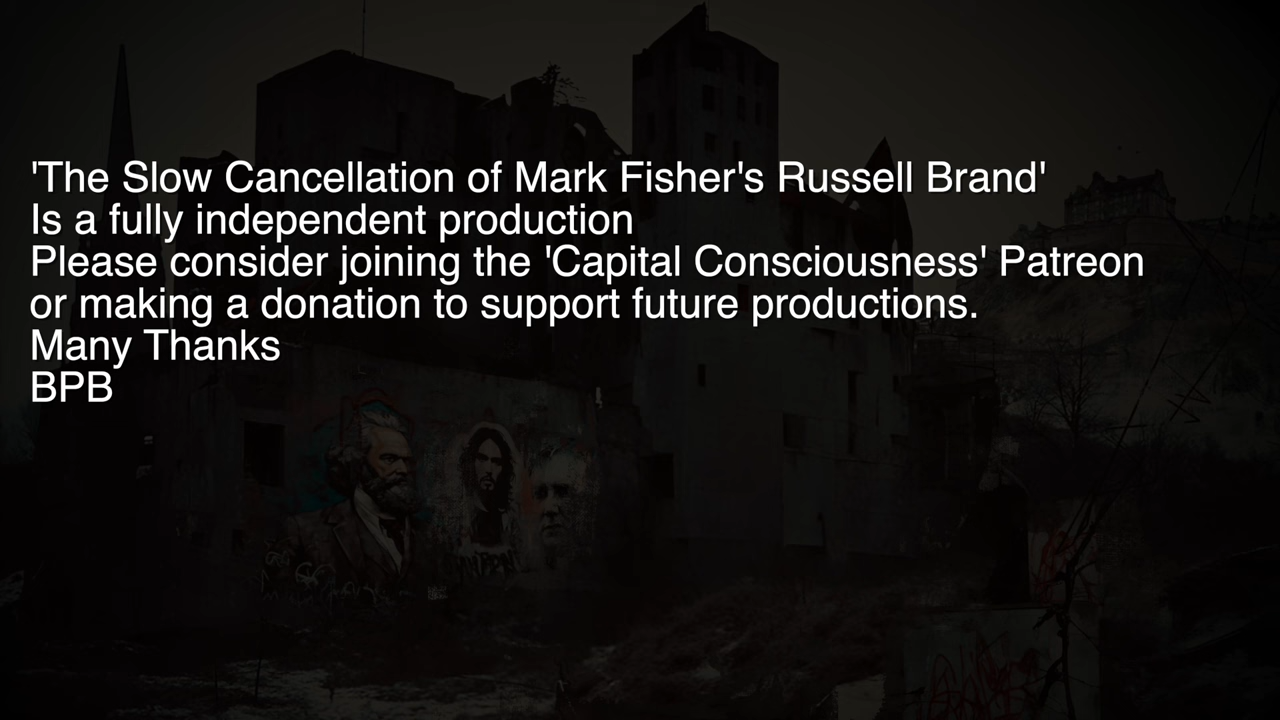 'The Slow Cancellation of Mark Fisher's Russell Brand'
Is a fully independent production
Please consider joining the 'Capital Consciousness' Patreon
or making a donation to support future productions.
Many Thanks
BPB